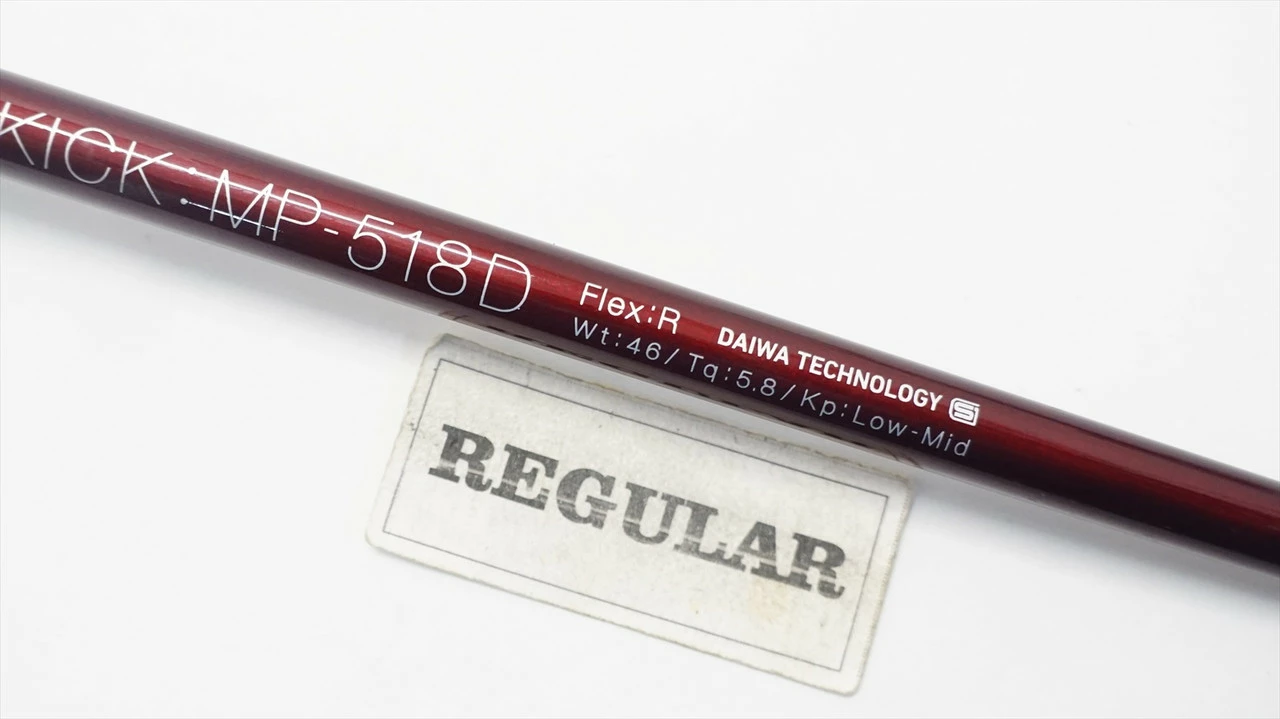 KICK : MP-518D
Flex:R
Wt:46/Tq:5.8/Kp:Low-Mid
DAIWA TECHNOLOGY
REGULAR